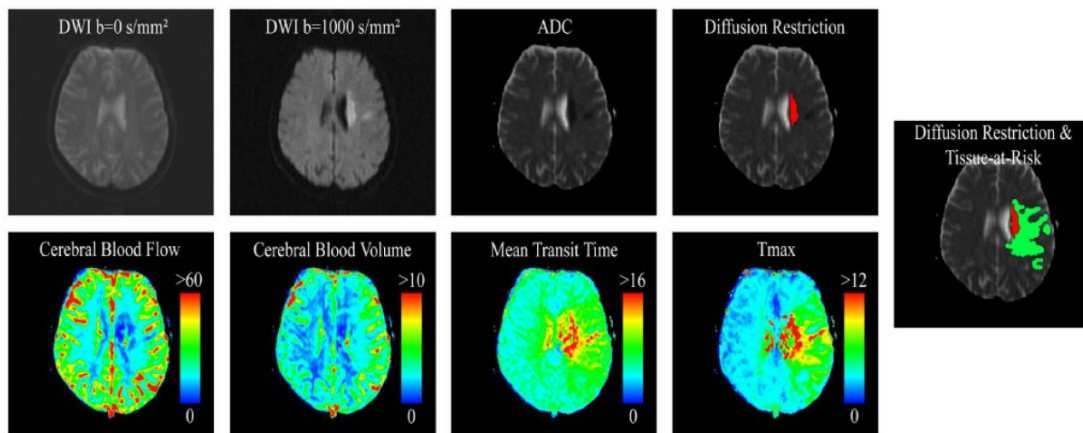 DWI b=0 s/mm²
DWI b=1000 s/mm²
ADC
Diffusion Restriction
Diffusion Restriction &
Tissue-at-Risk
Cerebral Blood Flow
>60
0
Cerebral Blood Volume
>10
0
Mean Transit Time
>16
0
Tmax
>12
0